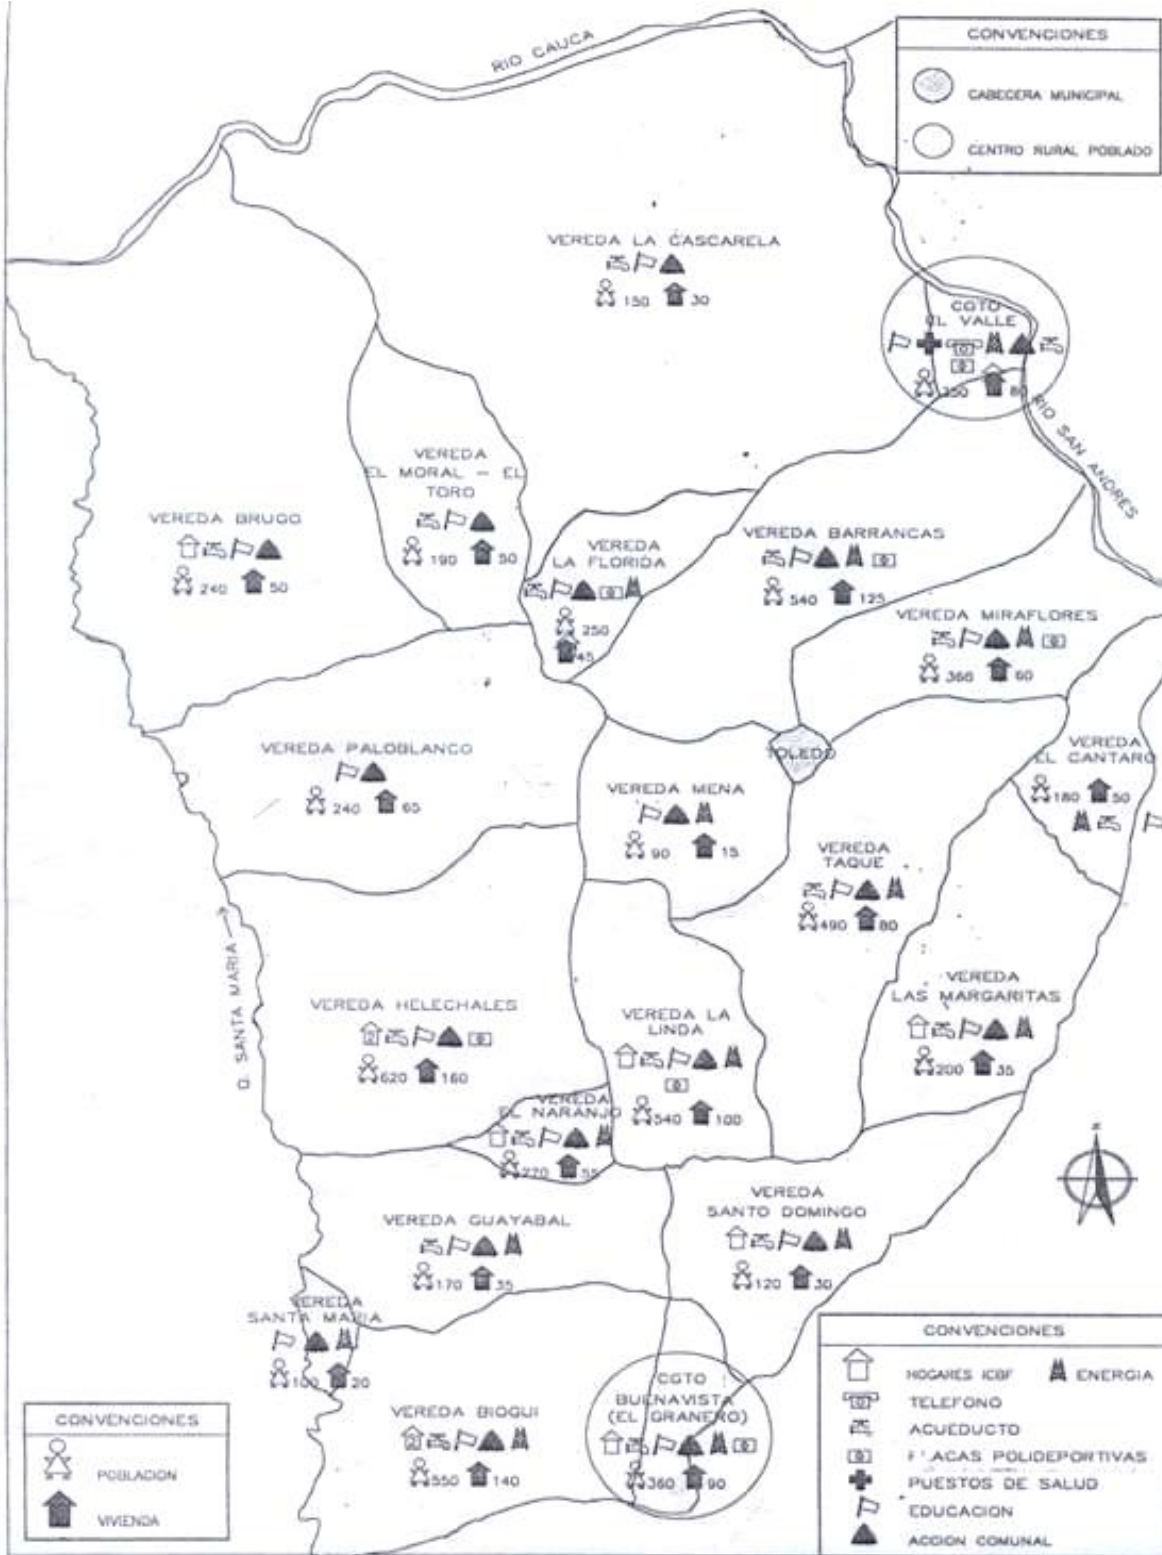 RIO CAUCA
CONVENCIONES
CABECERA MUNICIPAL
CENTRO RURAL POBLADO
VEREDA LA CASCARELA
150 30
CGTO
EL VALLE
350 80
RIO SAN ANDRES
VEREDA
EL MORAL - EL
TORO
190 50
VEREDA BRUGO
240 50
VEREDA
LA FLORIDA
250
45
VEREDA BARRANCAS
540 125
VEREDA MIRAFLORES
366 60
VEREDA PALOBLANCO
240 65
TOLEDO
VEREDA MENA
90 15
VEREDA
EL CANTARO
180 50
VEREDA
TAQUE
490 80
Q. SANTA MARIA
VEREDA HELECHALES
2
620 160
VEREDA LA
LINDA
540 100
VEREDA
LAS MARGARITAS
200 35
VEREDA
EL NARANJO
270 55
VEREDA GUAYABAL
170 35
VEREDA
SANTO DOMINGO
120 30
VEREDA
SANTA MARIA
100 20
VEREDA BIOGUI
2
550 140
CGTO
BUENAVISTA
(EL GRANERO)
360 90
CONVENCIONES
POBLACION
VIVIENDA
CONVENCIONES
HOGARES ICBF ENERGIA
TELEFONO
ACUEDUCTO
PLACAS POLIDEPORTIVAS
PUESTOS DE SALUD
EDUCACION
ACCION COMUNAL